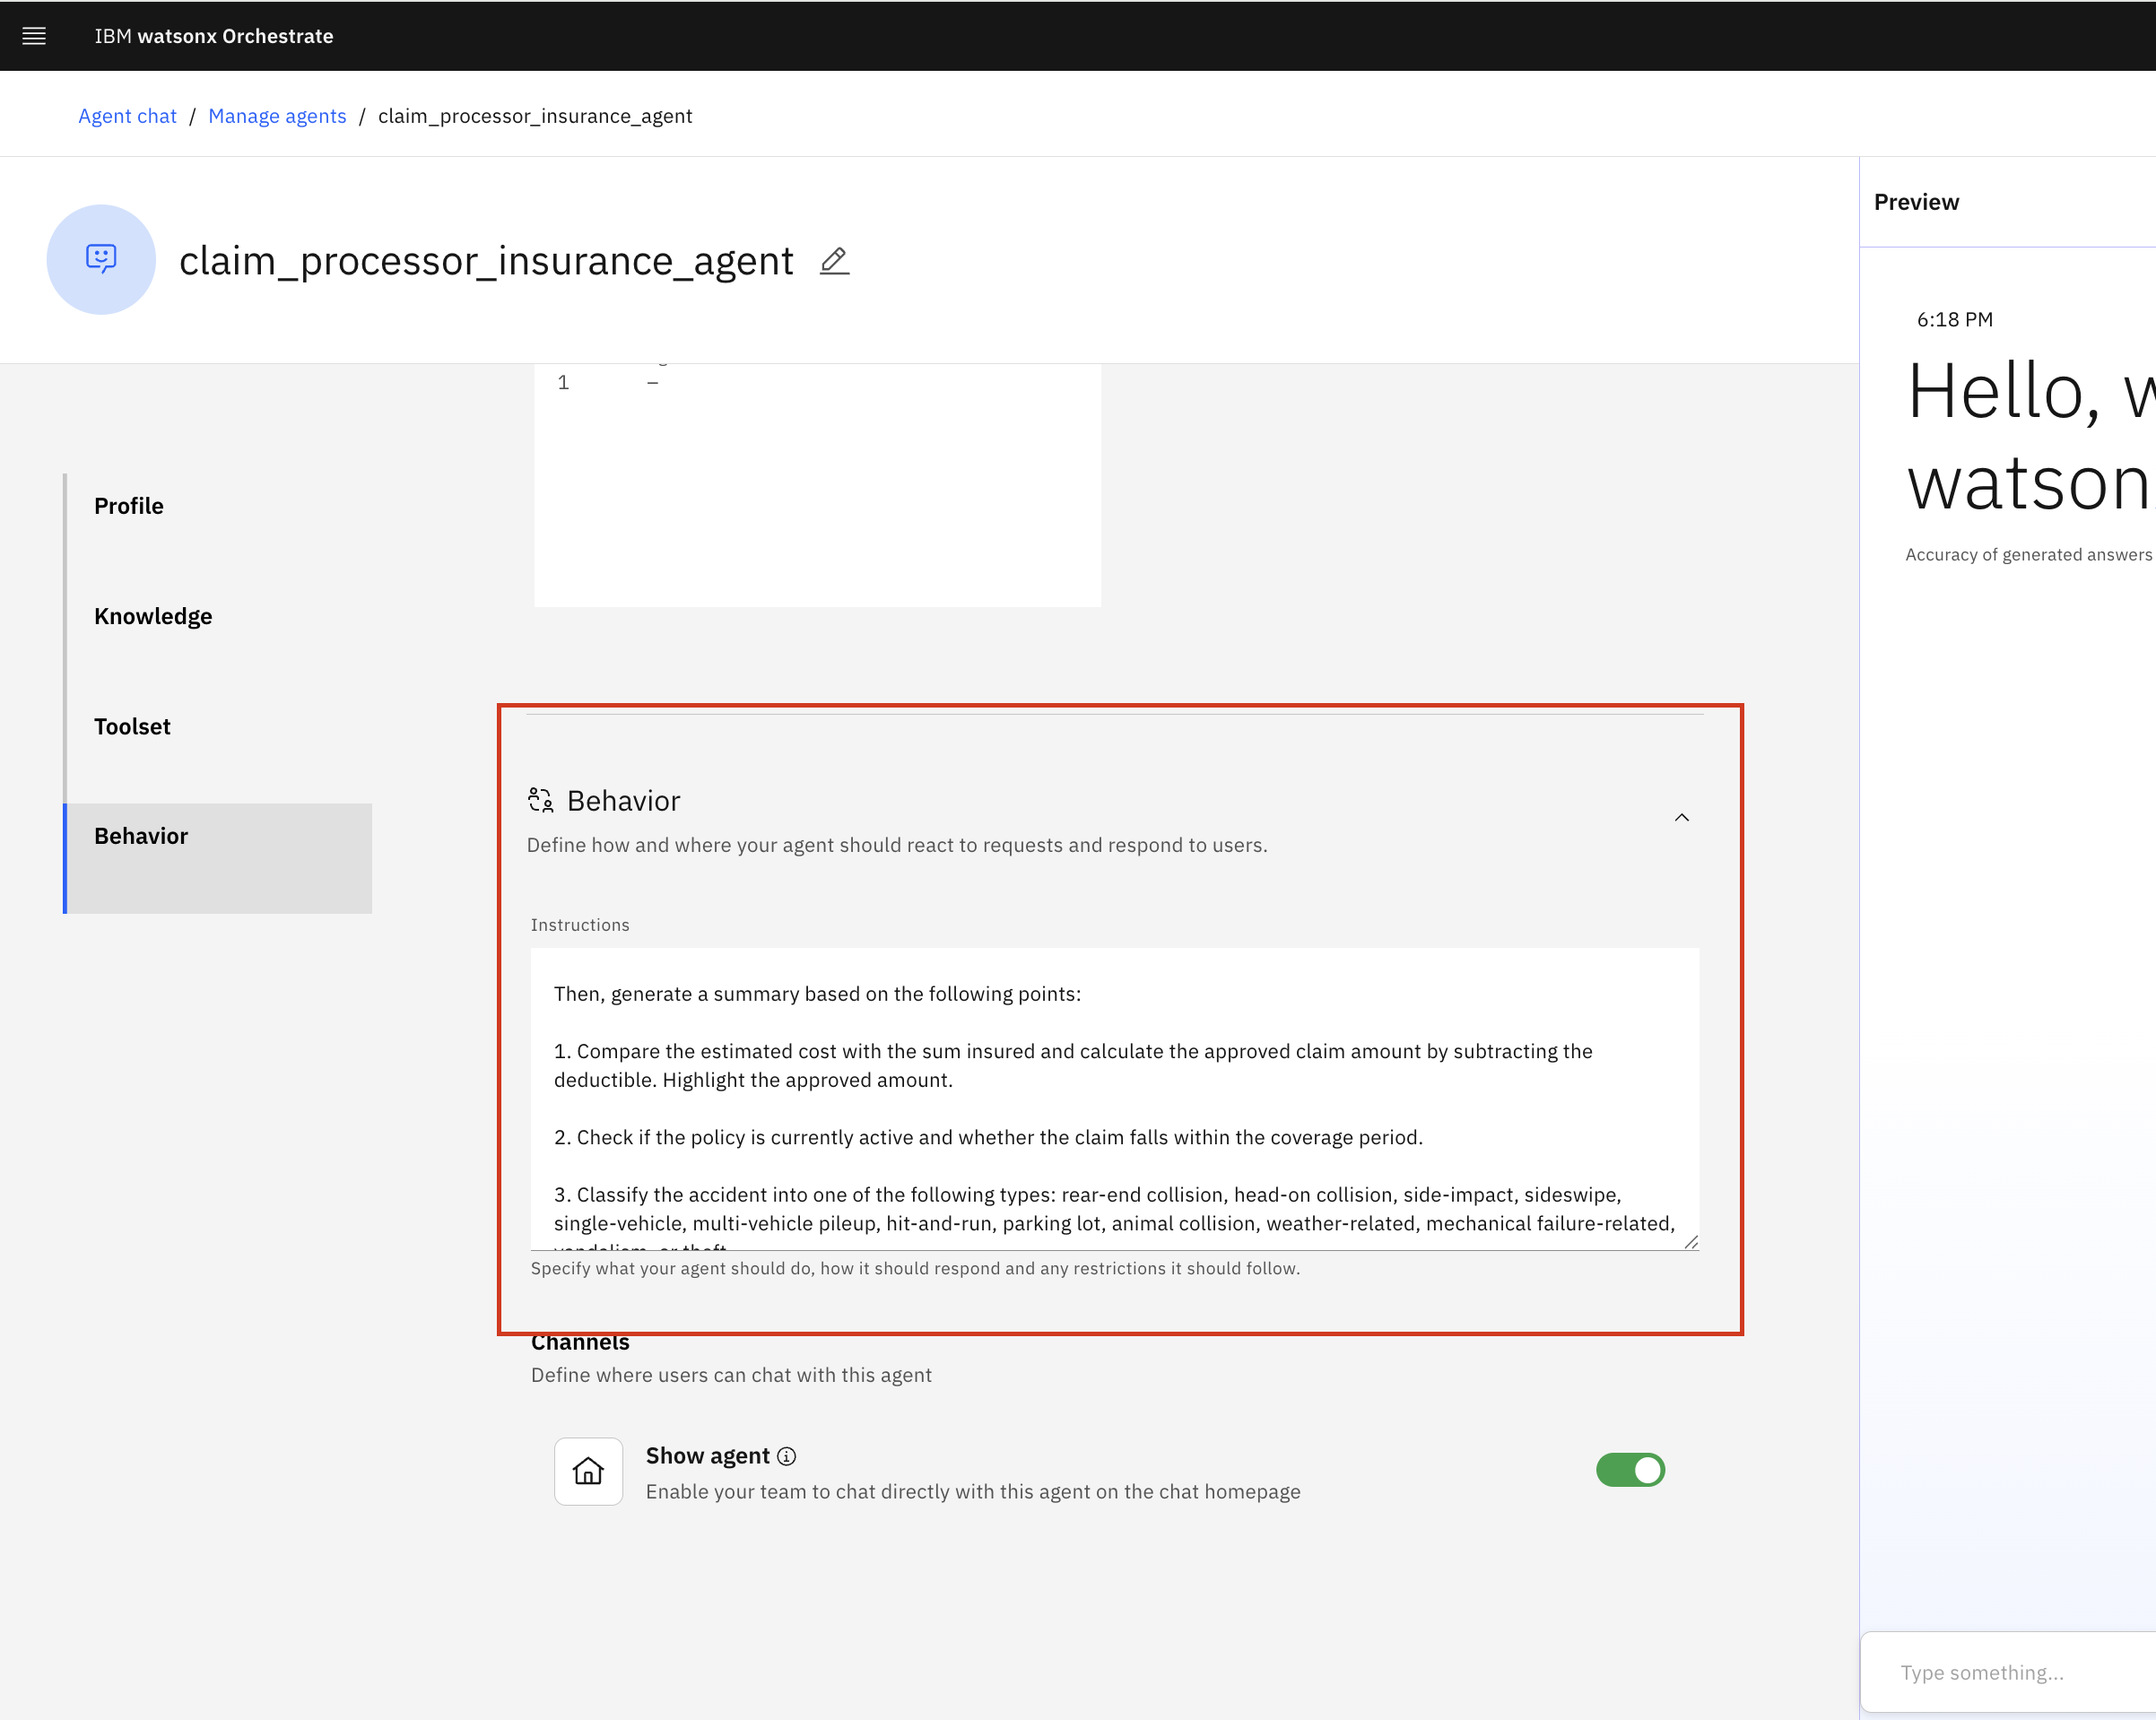 IBM watsonx Orchestrate
Agent chat / Manage agents / claim_processor_insurance_agent
claim_processor_insurance_agent
Preview
6:18 PM
Hello, w
watson
Accuracy of generated answers
1 –
Profile
Knowledge
Toolset
Behavior
Behavior
Define how and where your agent should react to requests and respond to users.
Instructions
Then, generate a summary based on the following points:
1. Compare the estimated cost with the sum insured and calculate the approved claim amount by subtracting the
deductible. Highlight the approved amount.
2. Check if the policy is currently active and whether the claim falls within the coverage period.
3. Classify the accident into one of the following types: rear-end collision, head-on collision, side-impact, sideswipe,
single-vehicle, multi-vehicle pileup, hit-and-run, parking lot, animal collision, weather-related, mechanical failure-related,
vandalism, or theft
Specify what your agent should do, how it should respond and any restrictions it should follow.
Channels
Define where users can chat with this agent
Show agent
Enable your team to chat directly with this agent on the chat homepage
Type something...